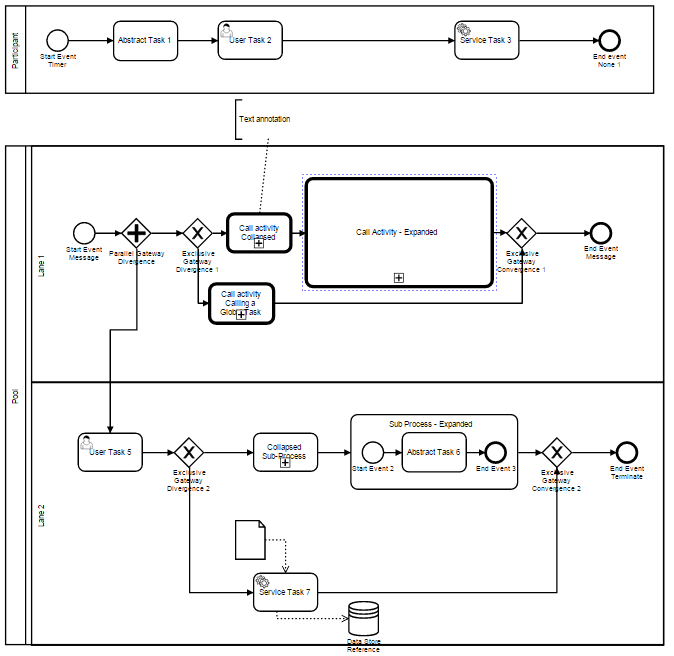 Participant
Start Event
Timer
Abstract Task 1
User Task 2
Service Task 3
End event
None 1
Text annotation
Pool
Lane 1
Start Event
Message
Parallel Gateway
Divergence
Exclusive
Gateway
Divergence 1
Call activity
Collapsed
Call Activity - Expanded
Exclusive
Gateway
Convergence 1
End Event
Message
Call activity
Calling a
Global Task
Lane 2
User Task 5
Exclusive
Gateway
Divergence 2
Collapsed
Sub-Process
Sub Process - Expanded
Start Event 2
Abstract Task 6
End Event 3
Exclusive
Gateway
Convergence 2
End Event
Terminate
Service Task 7
Data Store
Reference